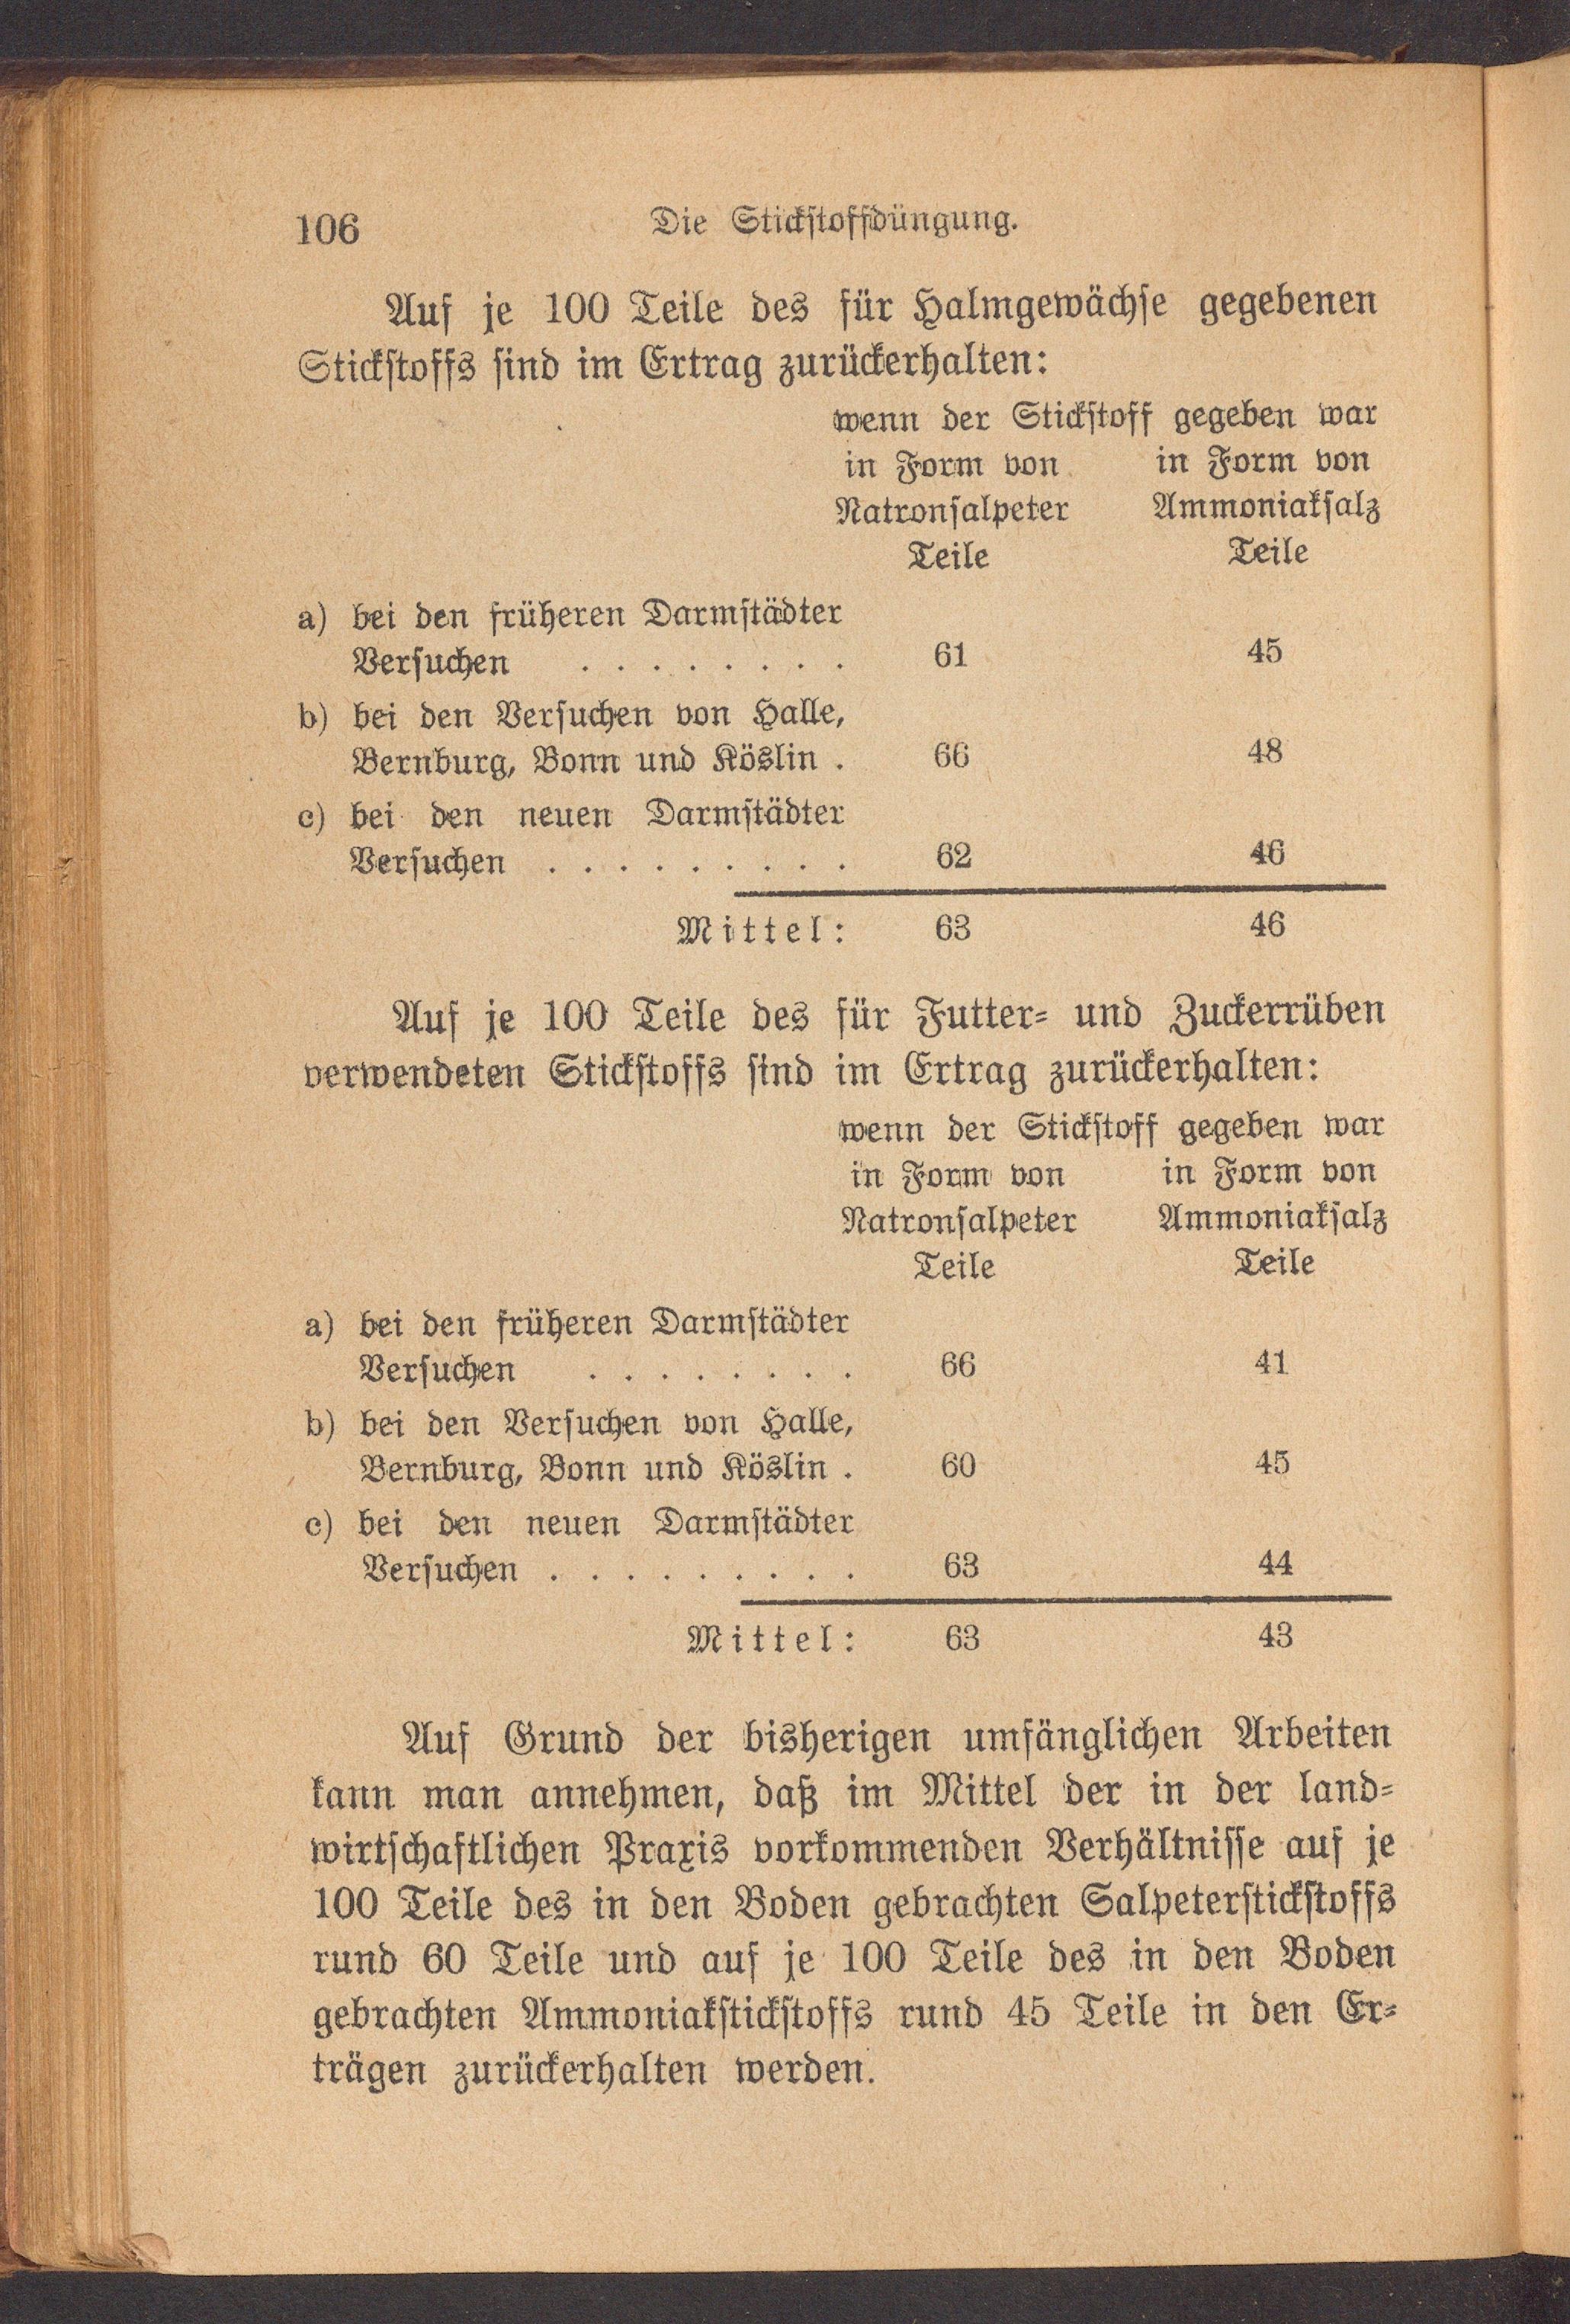 106 Die Stickstoffdüngung.
Auf je 100 Teile des für Halmgewächse gegebenen
Stickstoffs sind im Ertrag zurückerhalten:
wenn der Stickstoff gegeben war
in Form von in Form von
Natronsalpeter Ammoniaksalz
Teile Teile
a) bei den früheren Darmstädter
Versuchen . . . . . . . . 61 45
b) bei den Versuchen von Halle,
Bernburg, Bonn und Köslin . 66 48
c) bei den neuen Darmstädter
Versuchen . . . . . . . . . 62 46
Mittel: 63 46
Auf je 100 Teile des für Futter- und Zuckerrüben
verwendeten Stickstoffs sind im Ertrag zurückerhalten:
wenn der Stickstoff gegeben war
in Form von in Form von
Natronsalpeter Ammoniaksalz
Teile Teile
a) bei den früheren Darmstädter
Versuchen . . . . . . . . 66 41
b) bei den Versuchen von Halle,
Bernburg, Bonn und Köslin . 60 45
c) bei den neuen Darmstädter
Versuchen . . . . . . . . . 63 44
Mittel: 63 43
Auf Grund der bisherigen umfänglichen Arbeiten
kann man annehmen, daß im Mittel der in der land-
wirtschaftlichen Praxis vorkommenden Verhältnisse auf je
100 Teile des in den Boden gebrachten Salpeterstickstoffs
rund 60 Teile und auf je 100 Teile des in den Boden
gebrachten Ammoniakstickstoffs rund 45 Teile in den Er-
trägen zurückerhalten werden.